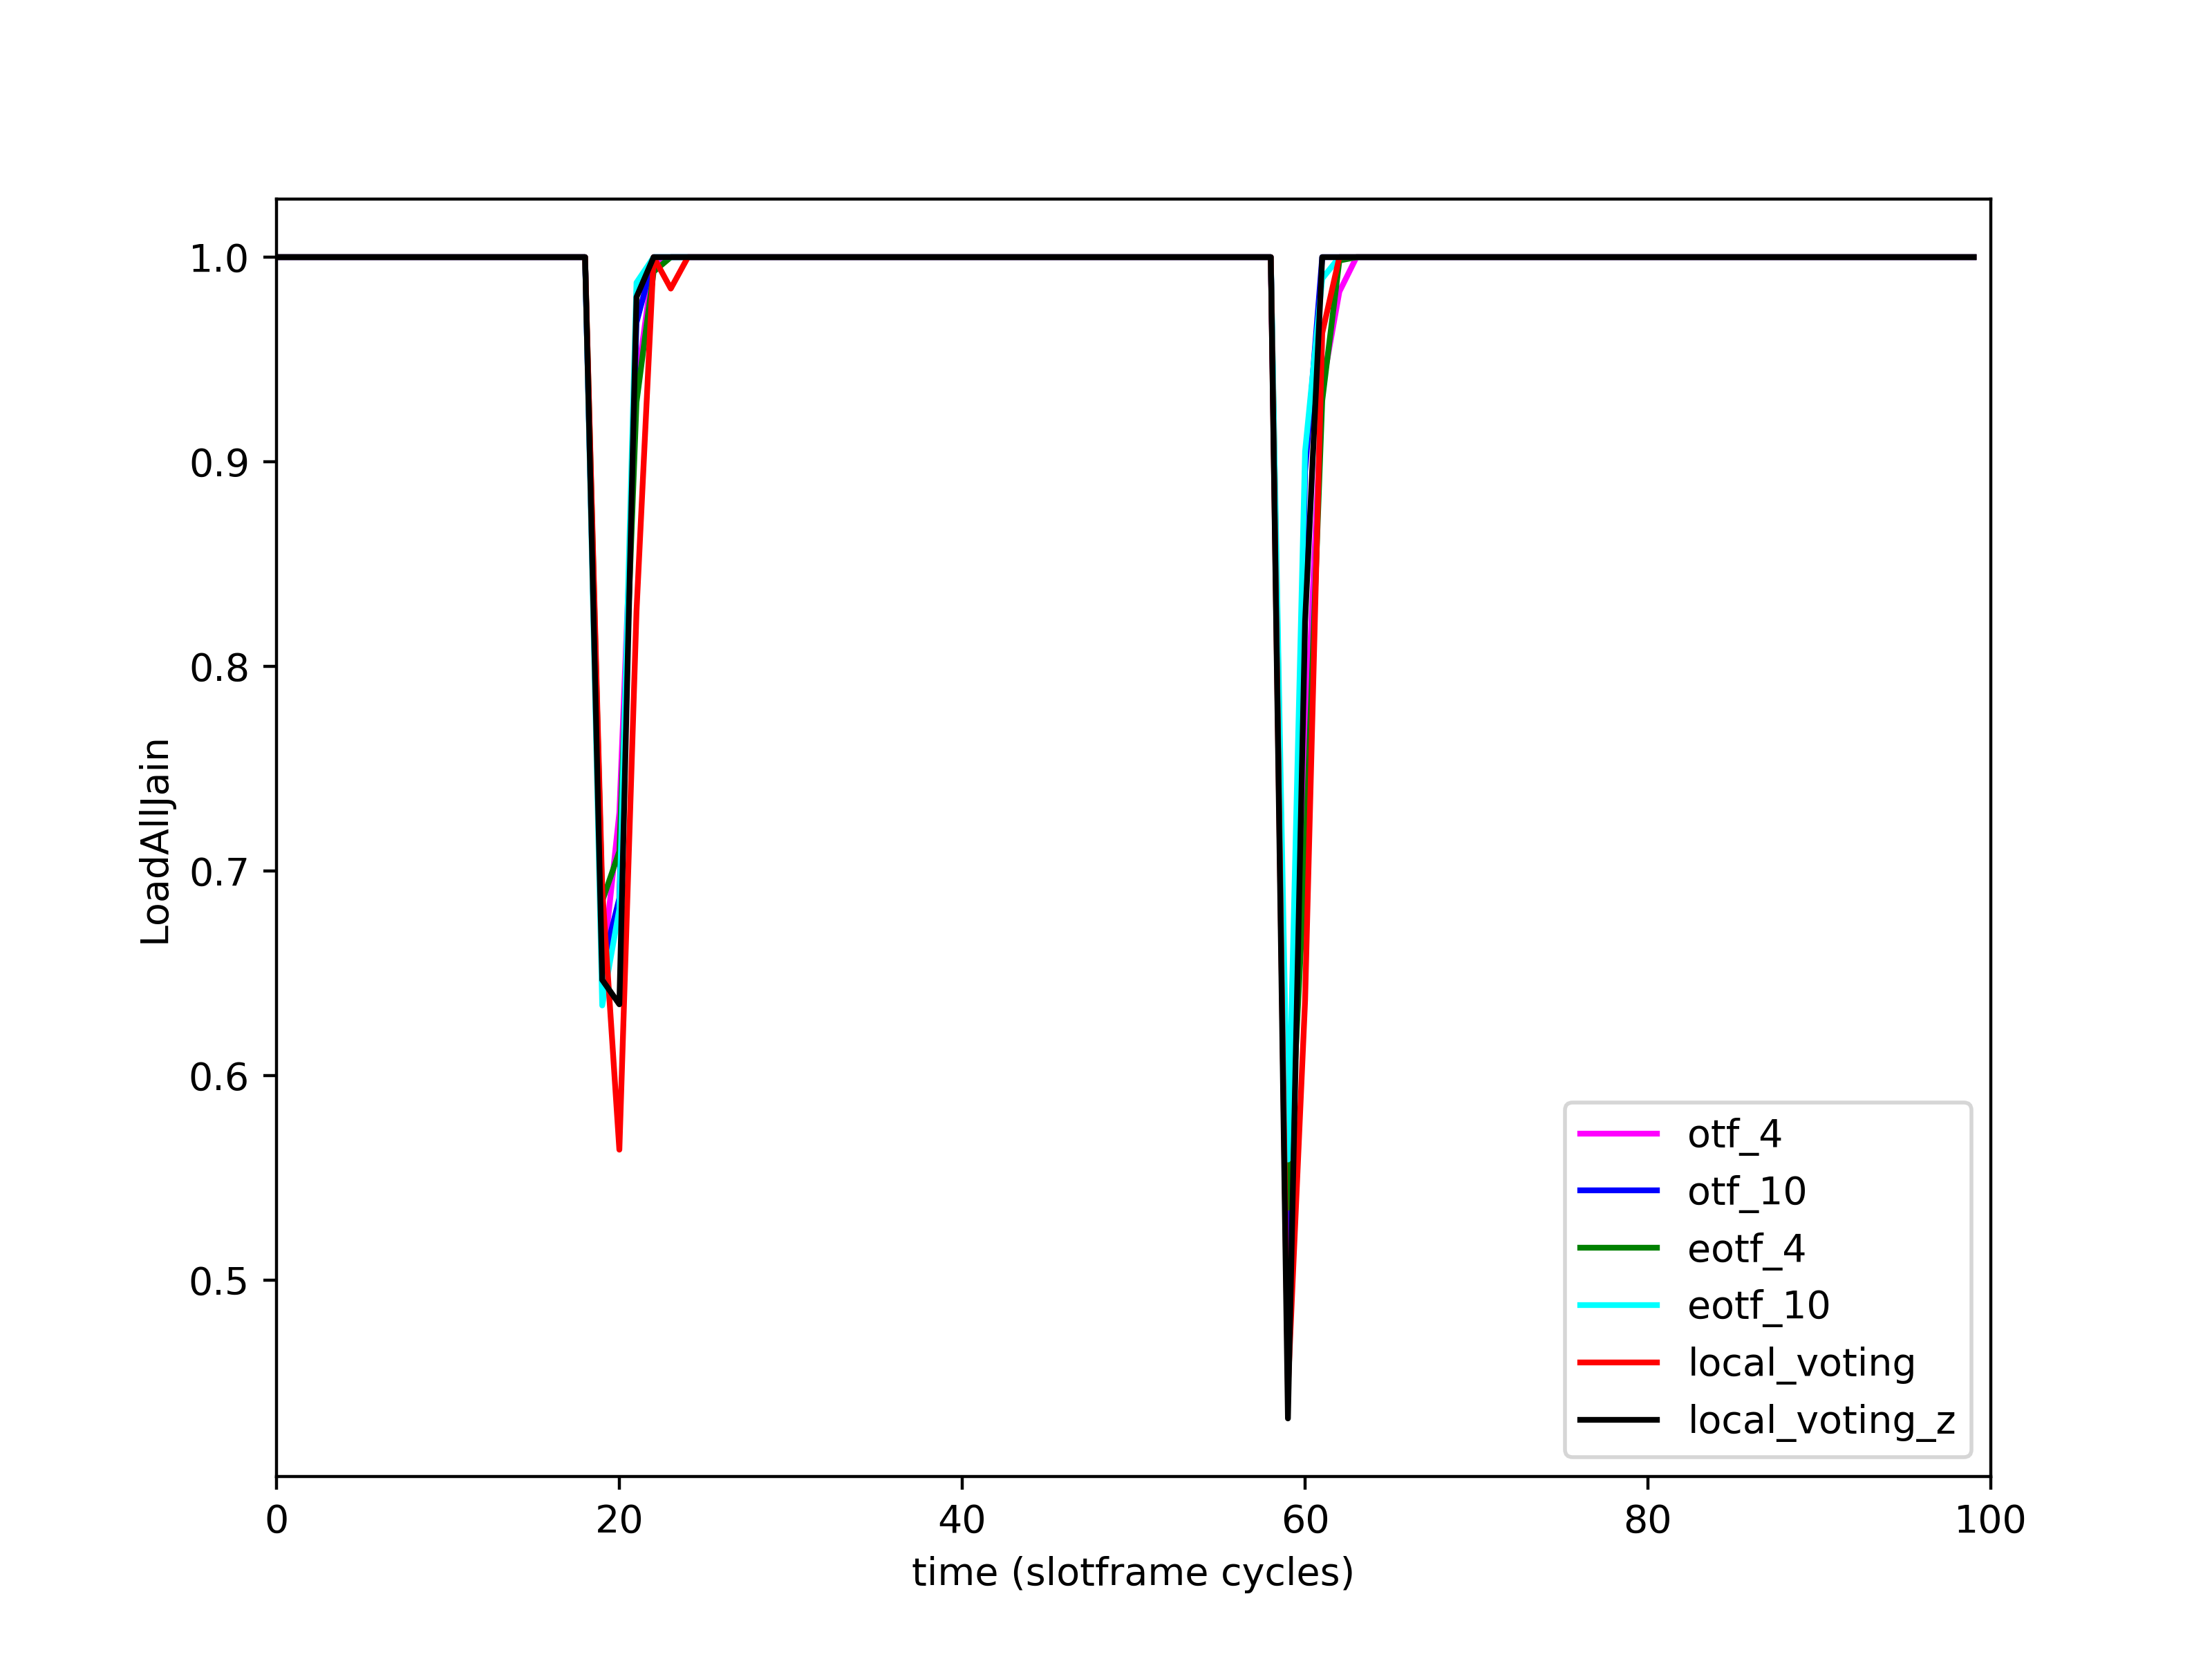 LoadAllJain
1.0
0.9
0.8
0.7
0.6
0.5
0 20 40 60 80 100
time (slotframe cycles)
otf_4
otf_10
eotf_4
eotf_10
local_voting
local_voting_z